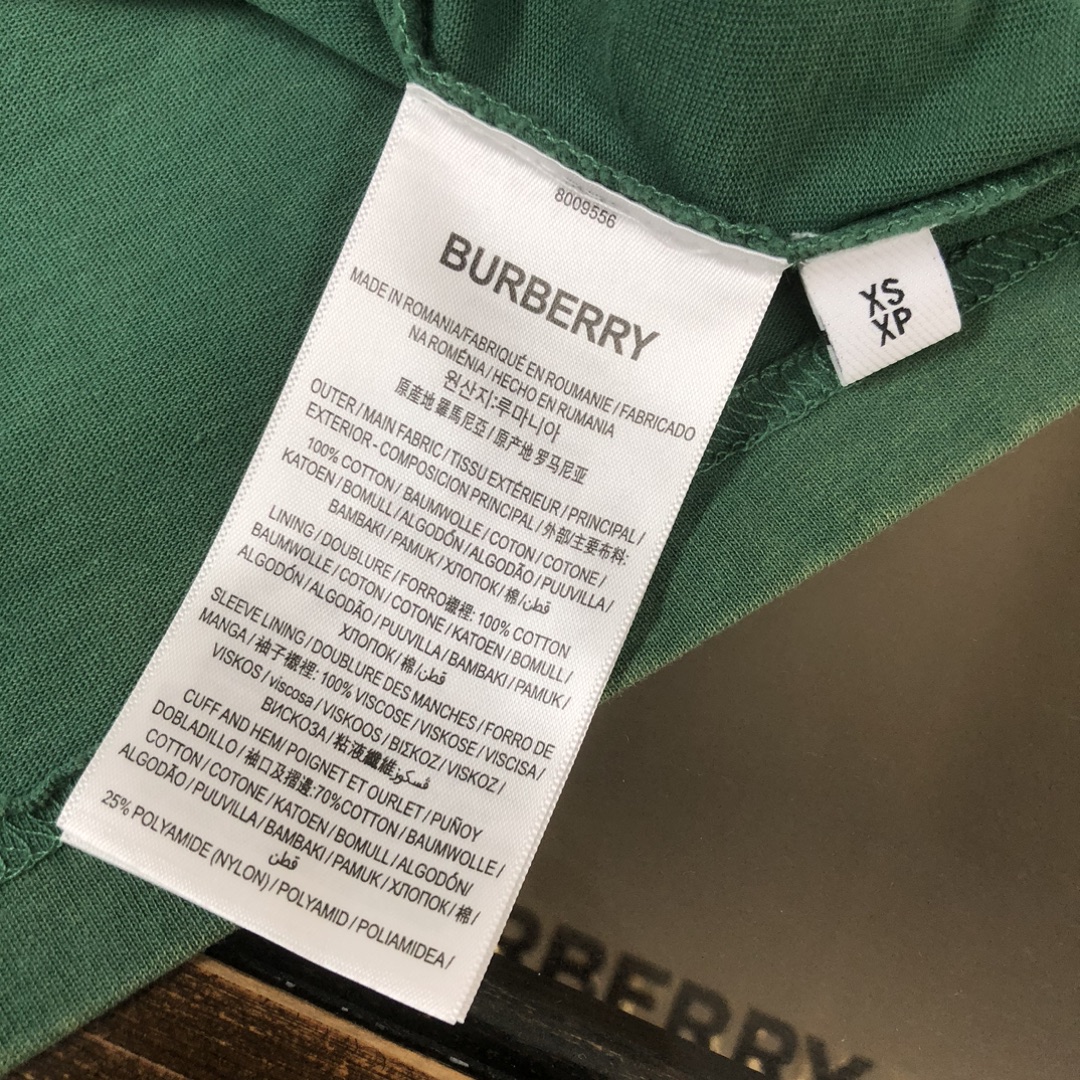 8009556
BURBERRY
MADE IN ROMANIA/FABRIQUÉ EN ROUMANIE / FABRICADO
NA ROMÉNIA / HECHO EN RUMANIA
원산지:루마니아
原産地 羅馬尼亞 / 原产地 罗马尼亚
OUTER / MAIN FABRIC / TISSU EXTÉRIEUR / PRINCIPAL /
EXTERIOR - COMPOSICION PRINCIPAL / 外部/主要布料:
100% COTTON / BAUMWOLLE / COTON / COTONE /
KATOEN / BOMULL / ALGODÓN / ALGODÃO / PUUVILLA /
BAMBAKI / PAMUK / ХЛОПОК / 棉 / قطن
LINING / DOUBLURE / FORRO襯裡: 100% COTTON
BAUMWOLLE / COTON / COTONE / KATOEN / BOMULL /
ALGODÓN / ALGODÃO / PUUVILLA / BAMBAKI / PAMUK /
ХЛОПОК / 棉 / قطن
SLEEVE LINING / DOUBLURE DES MANCHES / FORRO DE
MANGA / 袖子襯裡: 100% VISCOSE / VISKOSE / VISCISA /
VISKOS / viscosa / VISKOOS / ΒΙΣΚΟΖ / VISKOZ /
ВИСКОЗА / 粘液纖維 / فسكوز
CUFF AND HEM / POIGNET ET OURLET / PUÑOY
DOBLADILLO / 袖口及摺邊:70%COTTON / BAUMWOLLE /
COTTON / COTONE / KATOEN / BOMULL / ALGODÓN/
ALGODÃO / PUUVILLA / BAMBAKI / PAMUK / ХЛОПОК / 棉 /
قطن
25% POLYAMIDE (NYLON) / POLYAMID / POLIAMIDEA /
XS
XP
RBERRY